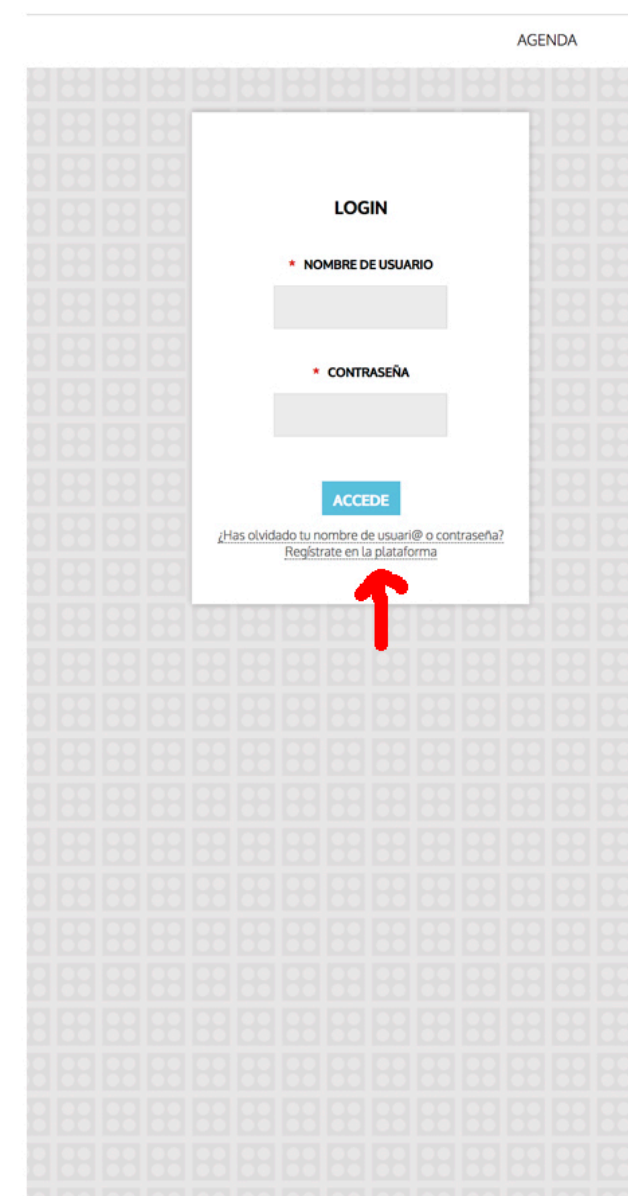 AGENDA
LOGIN
* NOMBRE DE USUARIO
* CONTRASEÑA
ACCEDE
¿Has olvidado tu nombre de usuari@ o contraseña?
Regístrate en la plataforma